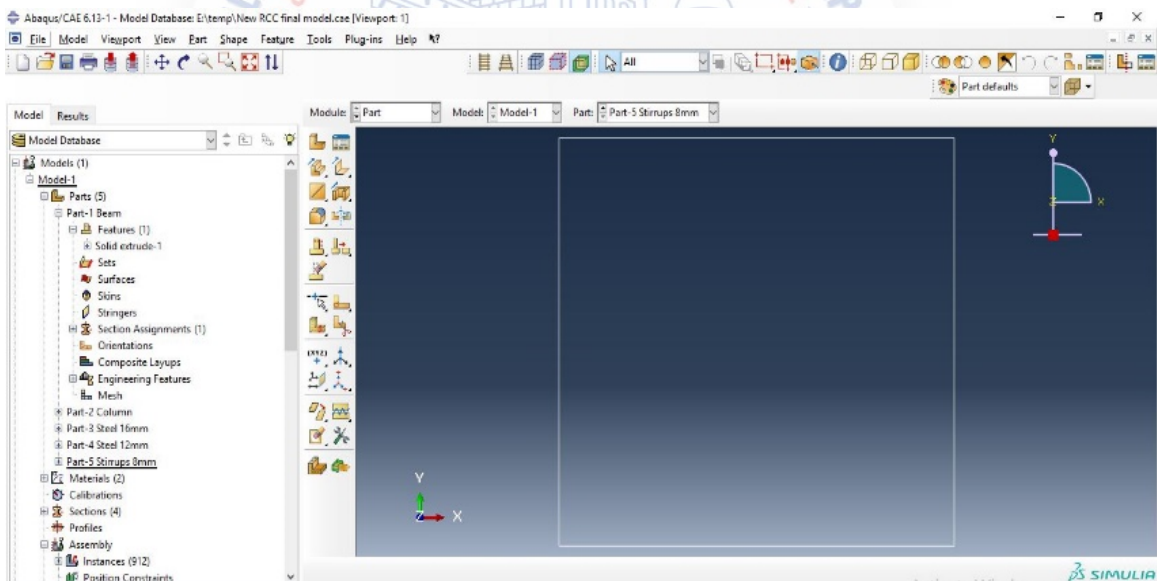 Abaqus/CAE 6.13-1 - Model Database: E:\temp\New RCC final model.cae [Viewport: 1]
File Model Viewport View Part Shape Feature Tools Plug-ins Help
All
Part defaults
Model Results
Module: Part Model: Model-1 Part: Part-5 Stirrups 8mm
Model Database
Models (1)
Model-1
Parts (5)
Part-1 Beam
Features (1)
Solid extrude-1
Sets
Surfaces
Skins
Stringers
Section Assignments (1)
Orientations
Composite Layups
Engineering Features
Mesh
Part-2 Column
Part-3 Steel 16mm
Part-4 Steel 12mm
Part-5 Stirrups 8mm
Materials (2)
Calibrations
Sections (4)
Profiles
Assembly
Instances (912)
Position Constraints
(XYZ)
Y
Z X
Y
Z X
SIMULIA